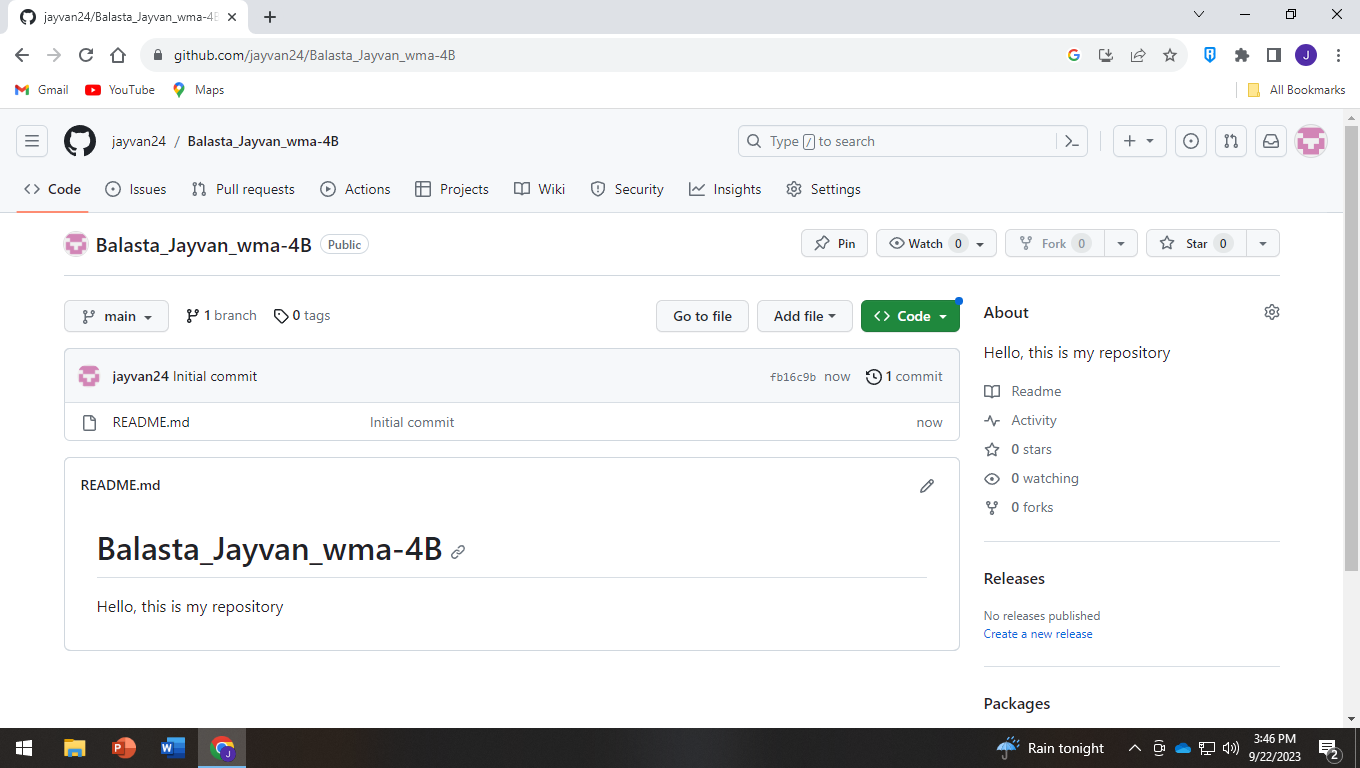 jayvan24/Balasta_Jayvan_wma-4B
github.com/jayvan24/Balasta_Jayvan_wma-4B
J
Gmail YouTube Maps All Bookmarks
jayvan24 / Balasta_Jayvan_wma-4B Type / to search
Code Issues Pull requests Actions Projects Wiki Security Insights Settings
Balasta_Jayvan_wma-4B Public Pin Watch 0 Fork 0 Star 0
main 1 branch 0 tags Go to file Add file Code
About
Hello, this is my repository
jayvan24 Initial commit fb16c9b now 1 commit
Readme
README.md Initial commit now
Activity
0 stars
0 watching
0 forks
README.md
Balasta_Jayvan_wma-4B
Hello, this is my repository
Releases
No releases published
Create a new release
Packages
Rain tonight
3:46 PM
9/22/2023
2